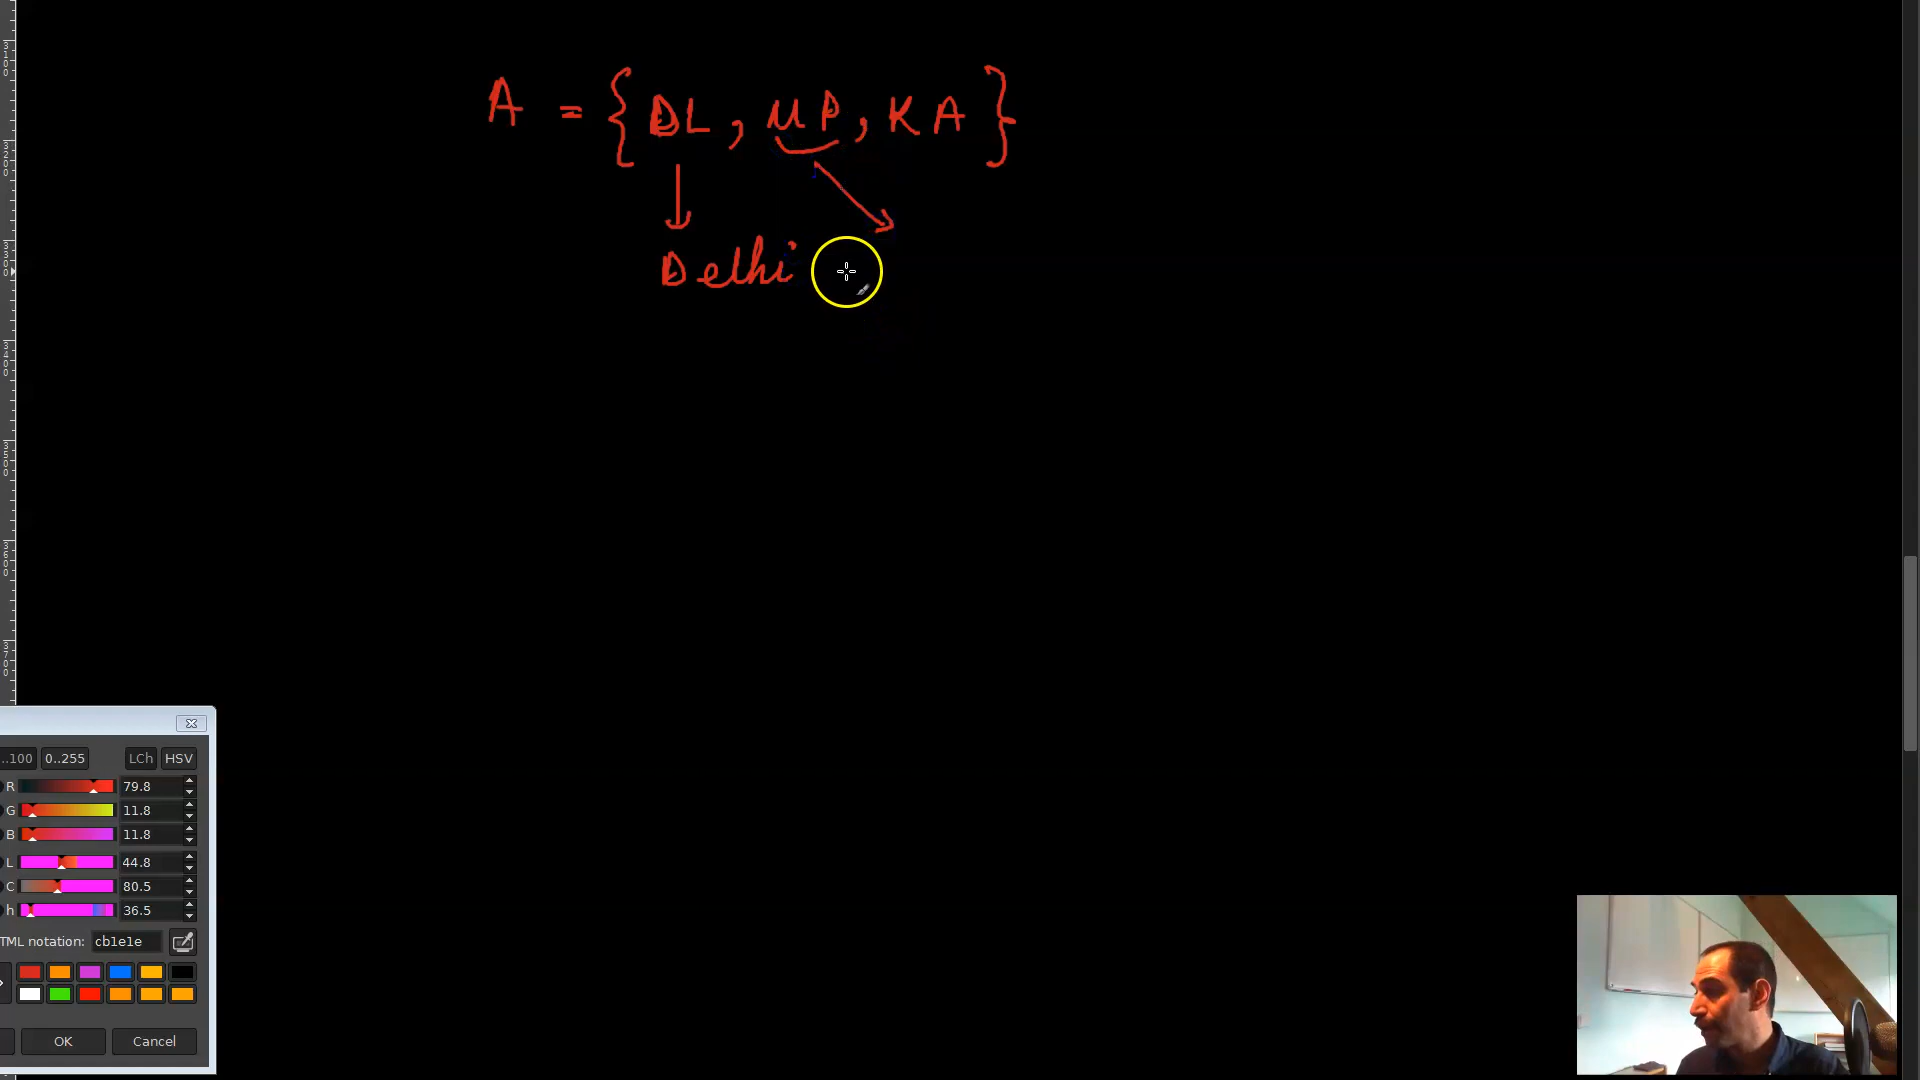 A = { DL , UP , KA }
Delhi
..100 0..255 LCh HSV
R 79.8
G 11.8
B 11.8
L 44.8
C 80.5
h 36.5
TML notation: cb1e1e
OK Cancel